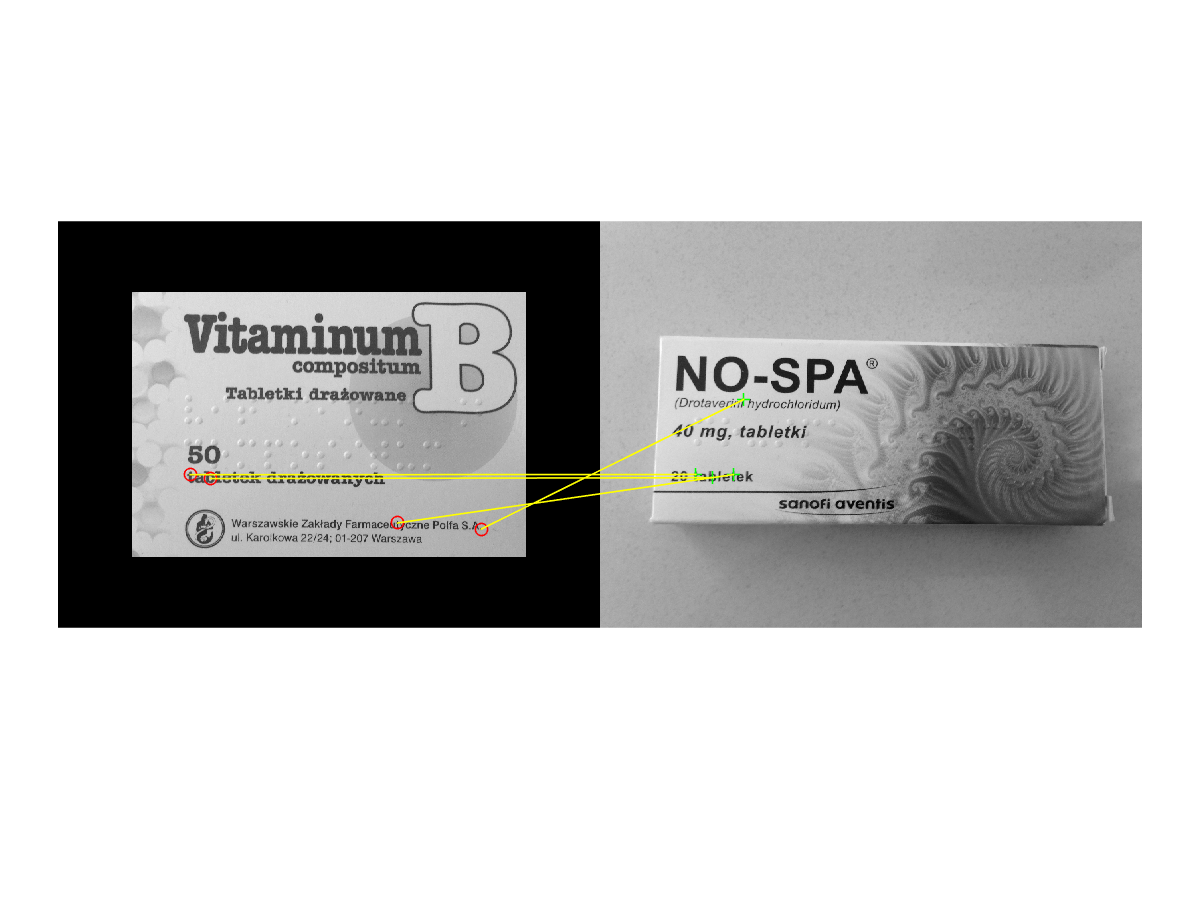 Vitaminum B
compositum
Tabletki drażowane
50
tabletek drażowanych
Warszawskie Zakłady Farmaceutyczne Polfa S.A.
ul. Karolkowa 22/24; 01-207 Warszawa
NO-SPA®
(Drotaverini hydrochloridum)
40 mg, tabletki
20 tabletek
sanofi aventis